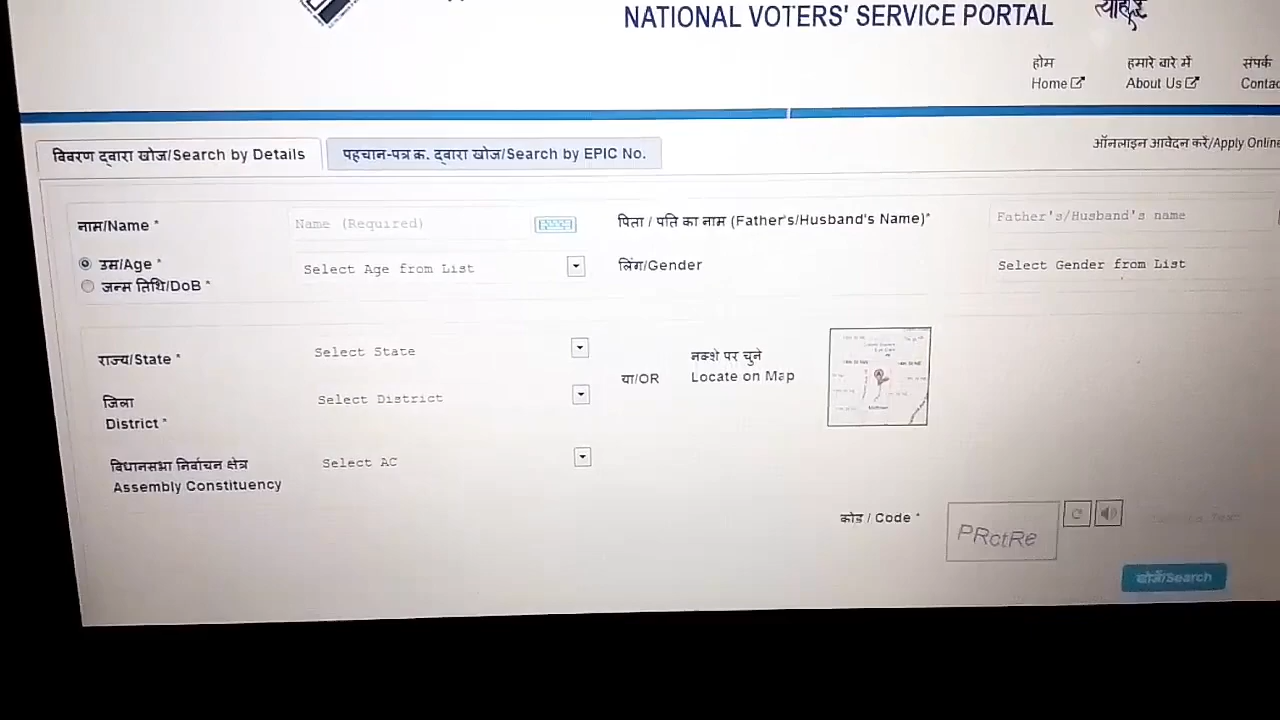 NATIONAL VOTERS' SERVICE PORTAL
होम
Home
हमारे बारे में
About Us
संपर्क
विवरण द्वारा खोज/Search by Details
पहचान-पत्र क्र. द्वारा खोज/Search by EPIC No.
ऑनलाइन आवेदन करें/Apply Online
नाम/Name *
Name (Required)
पिता / पति का नाम (Father's/Husband's Name)*
Father's/Husband's name
उम्र/Age *
Select Age from List
लिंग/Gender
Select Gender from List
जन्म तिथि/DoB *
राज्य/State *
Select State
या/OR
नक्शे पर चुने
Locate on Map
जिला
District *
Select District
विधानसभा निर्वाचन क्षेत्र
Assembly Constituency
Select AC
कोड / Code *
PRctRe
खोजें/Search